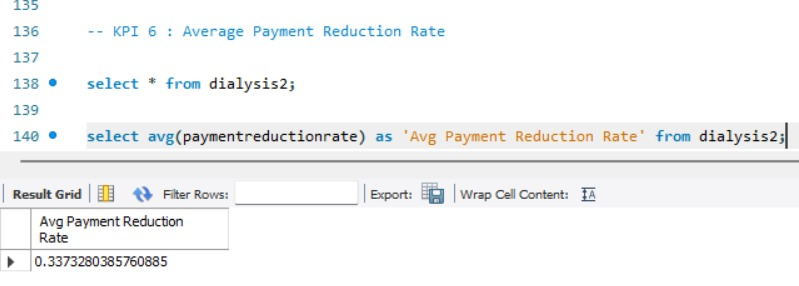 135
136 -- KPI 6 : Average Payment Reduction Rate
137
138 select * from dialysis2;
139
140 select avg(paymentreductionrate) as 'Avg Payment Reduction Rate' from dialysis2;
Result Grid Filter Rows: Export: Wrap Cell Content: IA
Avg Payment Reduction
Rate
0.3373280385760885